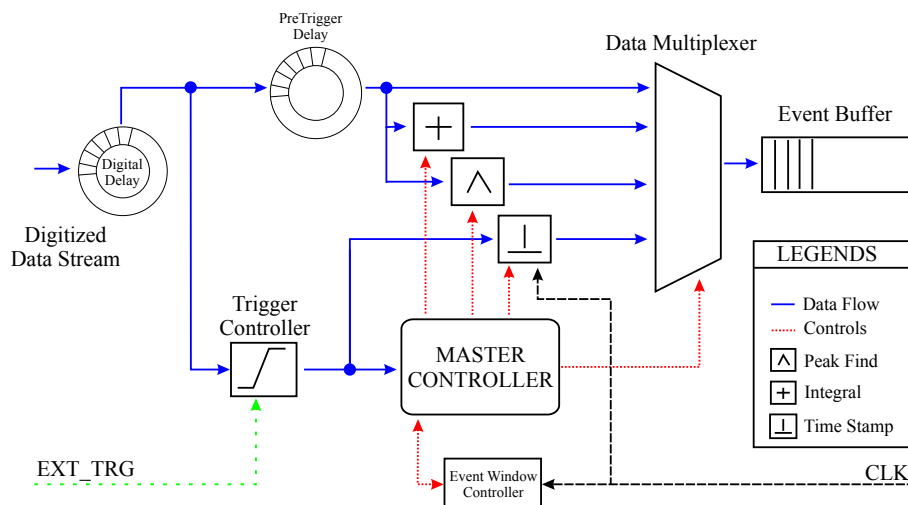 PreTrigger
Delay
Data Multiplexer
Event Buffer
Digital
Delay
Digitized
Data Stream
Trigger
Controller
MASTER
CONTROLLER
LEGENDS
Data Flow
Controls
Peak Find
Integral
Time Stamp
EXT_TRG
Event Window
Controller
CLK